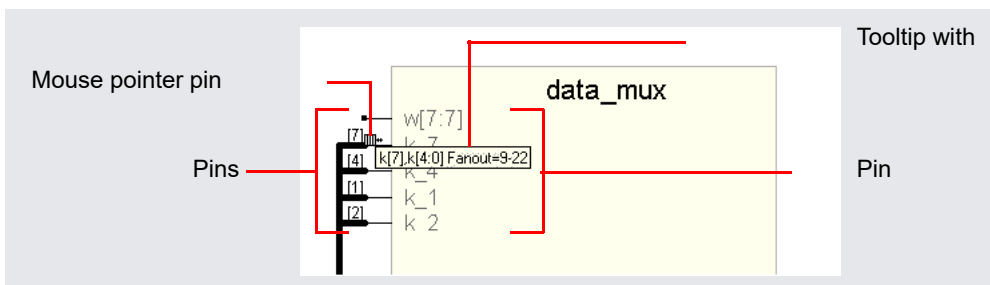 Tooltip with
Mouse pointer pin
data_mux
w[7:7]
[7]
k_7
k[7],k[4:0] Fanout=9-22
[4]
k_4
Pins
Pin
[1]
k_1
[2]
k_2